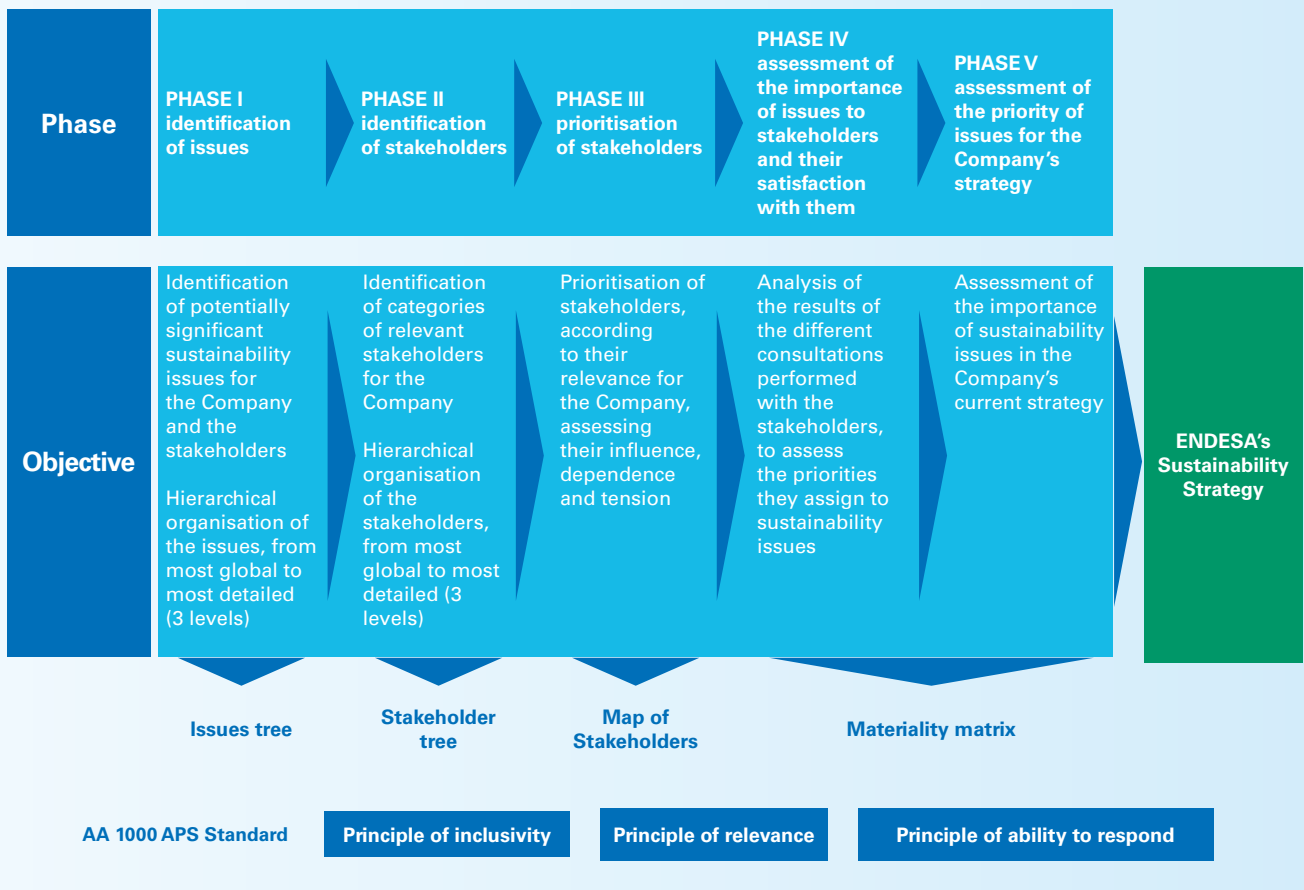 Phase
PHASE I
identification
of issues
PHASE II
identification
of stakeholders
PHASE III
prioritisation
of stakeholders
PHASE IV
assessment of
the importance
of issues to
stakeholders
and their
satisfaction
with them
PHASE V
assessment of
the priority of
issues for the
Company's
strategy
Objective
Identification
of potentially
significant
sustainability
issues for
the Company
and the
stakeholders
Hierarchical
organisation of
the issues, from
most global to
most detailed
(3 levels)
Identification
of categories
of relevant
stakeholders
for the
Company
Hierarchical
organisation
of the
stakeholders,
from most
global to most
detailed (3
levels)
Prioritisation of
stakeholders,
according
to their
relevance for
the Company,
assessing
their influence,
dependence
and tension
Analysis of
the results of
the different
consultations
performed
with the
stakeholders,
to assess
the priorities
they assign to
sustainability
issues
Assessment of
the importance
of sustainability
issues in the
Company's
current strategy
ENDESA's
Sustainability
Strategy
Issues tree
Stakeholder
tree
Map of
Stakeholders
Materiality matrix
AA 1000 APS Standard
Principle of inclusivity
Principle of relevance
Principle of ability to respond